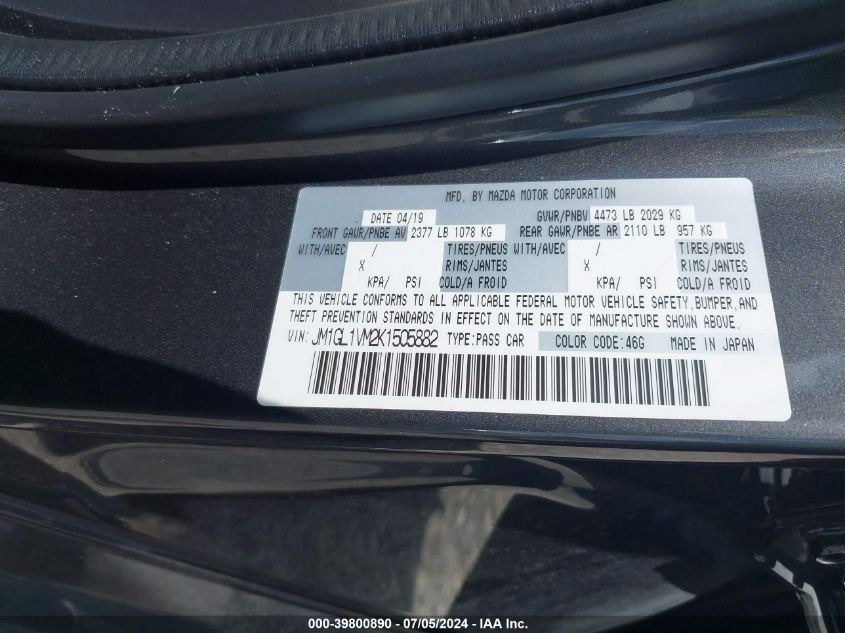 MFD. BY MAZDA MOTOR CORPORATION
DATE 04/19 GVWR/PNBV 4473 LB 2029 KG
FRONT GAWR/PNBE AV 2377 LB 1078 KG REAR GAWR/PNBE AR 2110 LB 957 KG
WITH/AVEC / TIRES/PNEUS WITH/AVEC / TIRES/PNEUS
X RIMS/JANTES X RIMS/JANTES
KPA/ PSI COLD/A FROID KPA/ PSI COLD/A FROID
THIS VEHICLE CONFORMS TO ALL APPLICABLE FEDERAL MOTOR VEHICLE SAFETY, BUMPER, AND
THEFT PREVENTION STANDARDS IN EFFECT ON THE DATE OF MANUFACTURE SHOWN ABOVE.
VIN: JM1GL1VM2K1505882 TYPE:PASS CAR COLOR CODE:46G MADE IN JAPAN
000-39800890 - 07/05/2024 - IAAI.com